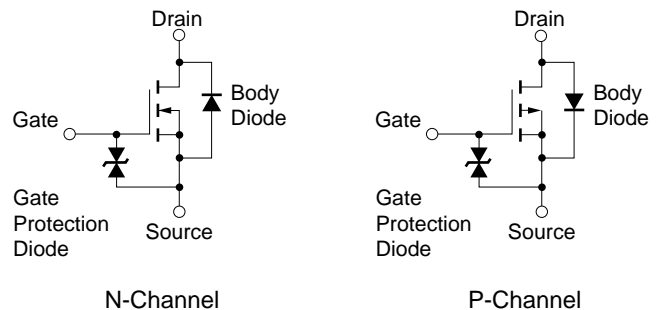 Drain
Body
Diode
Gate
Gate
Protection
Diode
Source
N-Channel
Drain
Body
Diode
Gate
Gate
Protection
Diode
Source
P-Channel